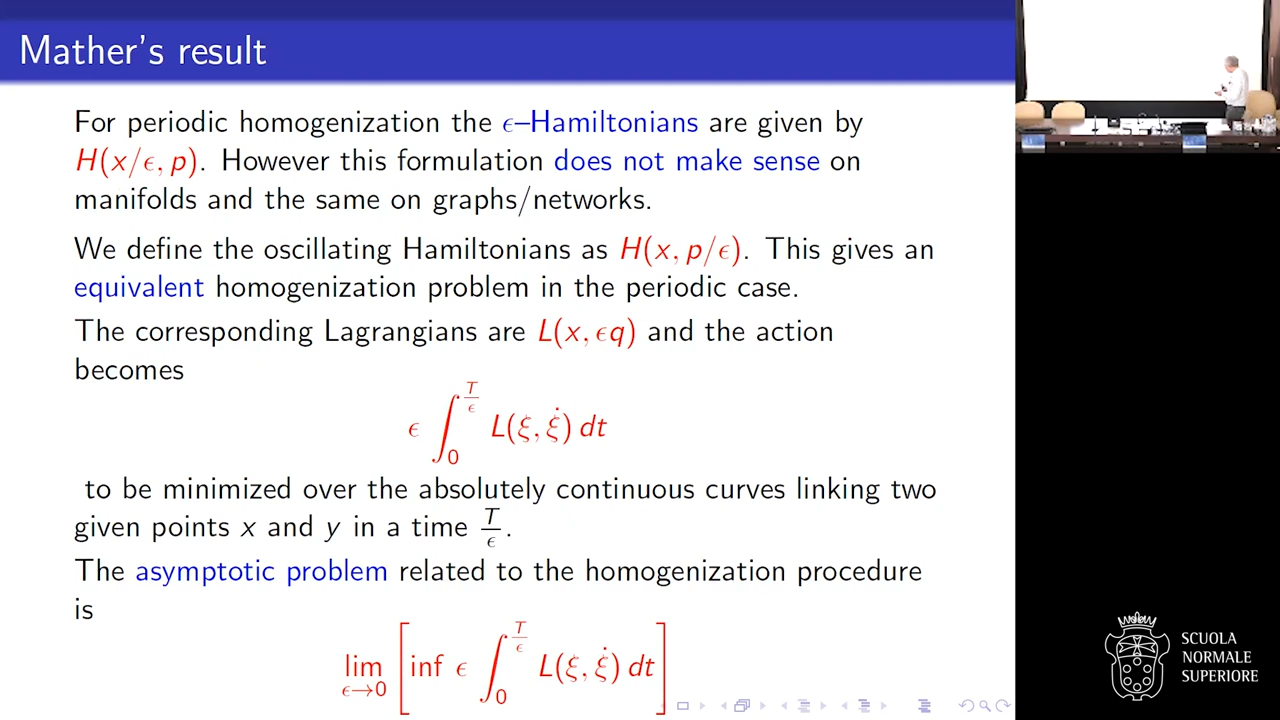 Mather's result
For periodic homogenization the ϵ–Hamiltonians are given by
H(x/ϵ, p). However this formulation does not make sense on
manifolds and the same on graphs/networks.
We define the oscillating Hamiltonians as H(x, p/ϵ). This gives an
equivalent homogenization problem in the periodic case.
The corresponding Lagrangians are L(x, ϵq) and the action
becomes
ϵ ∫_0^{T/ϵ} L(ξ, ξ̇) dt
to be minimized over the absolutely continuous curves linking two
given points x and y in a time T/ϵ.
The asymptotic problem related to the homogenization procedure
is
lim_{ϵ→0} [inf ϵ ∫_0^{T/ϵ} L(ξ, ξ̇) dt]
SCUOLA
NORMALE
SUPERIORE